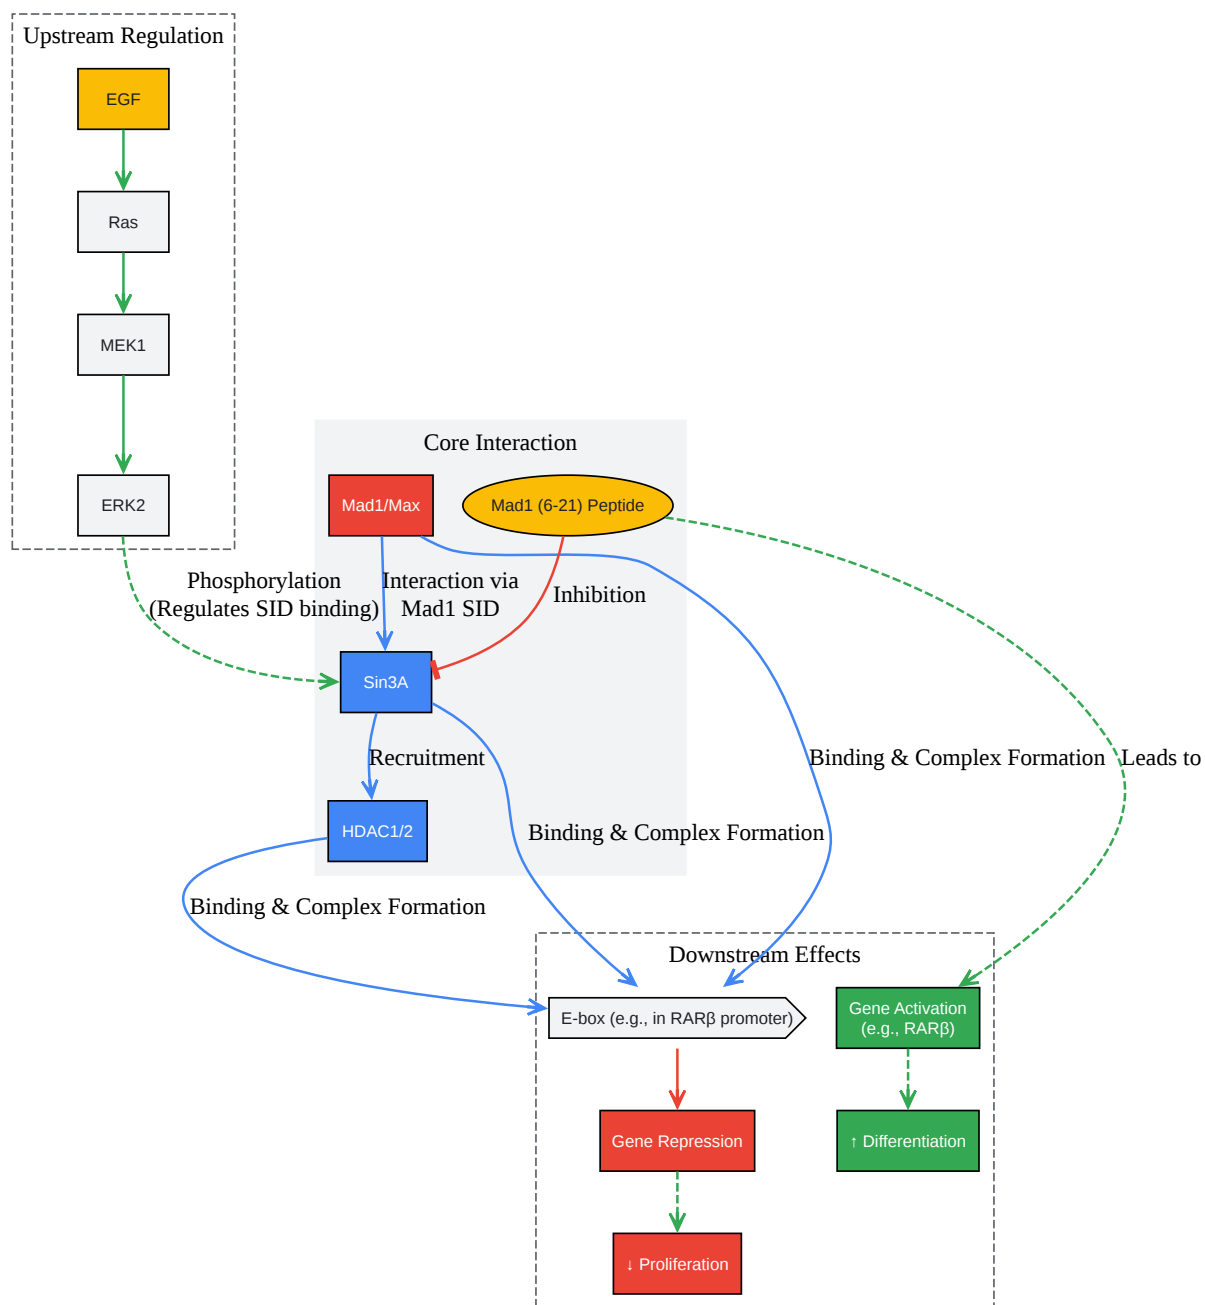 Upstream Regulation
EGF
Ras
MEK1
ERK2
Core Interaction
Mad1/Max
Mad1 (6-21) Peptide
Phosphorylation
(Regulates SID binding)
Interaction via
Mad1 SID
Inhibition
Sin3A
Recruitment
Binding & Complex Formation
Leads to
HDAC1/2
Binding & Complex Formation
Binding & Complex Formation
Downstream Effects
E-box (e.g., in RARβ promoter)
Gene Activation
(e.g., RARβ)
Gene Repression
↑ Differentiation
↓ Proliferation